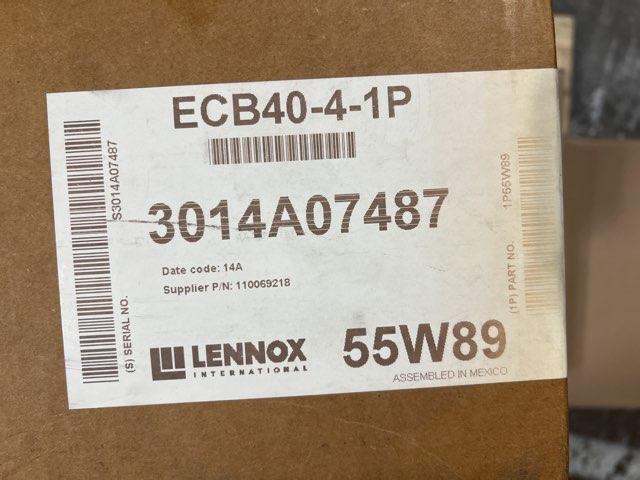 ECB40-4-1P
3014A07487
Date code: 14A
Supplier P/N: 110069218
LENNOX
INTERNATIONAL
55W89
ASSEMBLED IN MEXICO
(S) SERIAL NO.
S3014A07487
(1P) PART NO.
1P55W89